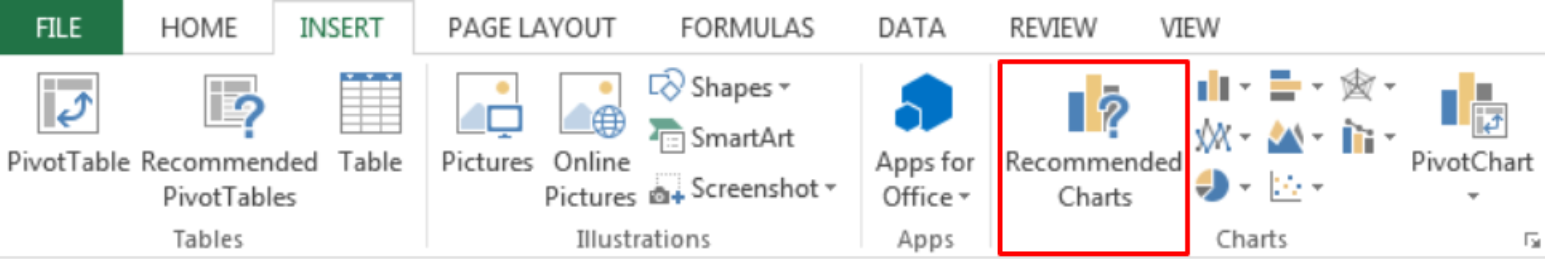 FILE HOME INSERT PAGE LAYOUT FORMULAS DATA REVIEW VIEW
PivotTable
Recommended
PivotTables
Table
Pictures
Online
Pictures
Shapes
SmartArt
Screenshot
Apps for
Office
Recommended
Charts
PivotChart
Tables Illustrations Apps Charts